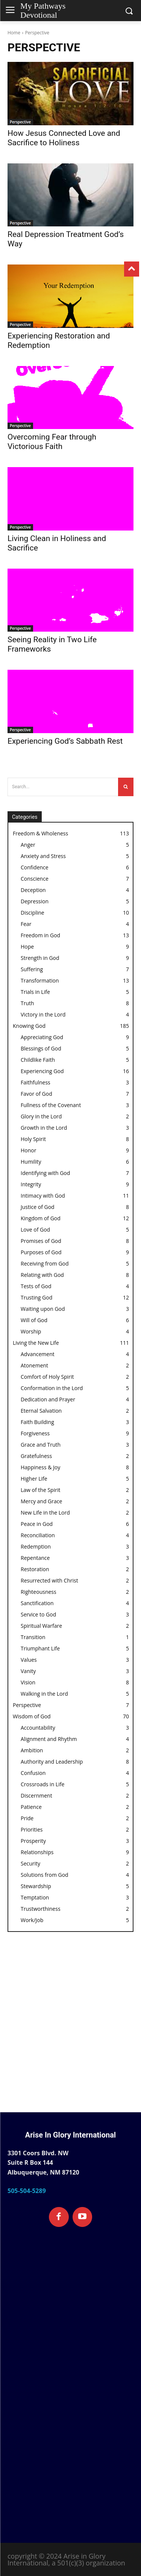 My Pathways
Devotional
Home › Perspective
PERSPECTIVE
SACRIFICIAL
LOVE
Perspective
How Jesus Connected Love and
Sacrifice to Holiness
Perspective
Real Depression Treatment God's
Way
Your Redemption
Perspective
Experiencing Restoration and
Redemption
Perspective
Overcoming Fear through
Victorious Faith
Perspective
Living Clean in Holiness and
Sacrifice
Perspective
Seeing Reality in Two Life
Frameworks
Perspective
Experiencing God's Sabbath Rest
Search...
Categories
Freedom & Wholeness 113
Anger 5
Anxiety and Stress 5
Confidence 6
Conscience 7
Deception 4
Depression 5
Discipline 10
Fear 4
Freedom in God 13
Hope 9
Strength in God 9
Suffering 7
Transformation 13
Trials in Life 5
Truth 8
Victory in the Lord 4
Knowing God 185
Appreciating God 9
Blessings of God 5
Childlike Faith 5
Experiencing God 16
Faithfulness 3
Favor of God 7
Fullness of the Covenant 3
Glory in the Lord 2
Growth in the Lord 3
Holy Spirit 8
Honor 9
Humility 6
Identifying with God 7
Integrity 9
Intimacy with God 11
Justice of God 8
Kingdom of God 12
Love of God 5
Promises of God 8
Purposes of God 9
Receiving from God 5
Relating with God 8
Tests of God 4
Trusting God 12
Waiting upon God 3
Will of God 6
Worship 4
Living the New Life 111
Advancement 4
Atonement 2
Comfort of Holy Spirit 4
Conformation in the Lord 5
Dedication and Prayer 4
Eternal Salvation 2
Faith Building 4
Forgiveness 9
Grace and Truth 3
Gratefulness 2
Happiness & Joy 8
Higher Life 5
Law of the Spirit 2
Mercy and Grace 3
New Life in the Lord 2
Peace in God 6
Reconciliation 9
Redemption 3
Repentance 3
Restoration 2
Resurrected with Christ 2
Righteousness 2
Sanctification 4
Service to God 3
Spiritual Warfare 2
Transition 1
Triumphant Life 5
Values 3
Vanity 3
Vision 8
Walking in the Lord 5
Perspective
Wisdom of God 70
Accountability 3
Alignment and Rhythm 4
Ambition 2
Authority and Leadership 8
Confusion 4
Crossroads in Life 5
Discernment 2
Patience 2
Pride 2
Priorities 2
Prosperity 3
Relationships 9
Security 2
Solutions from God 4
Stewardship 5
Temptation 3
Trustworthiness 2
Work/Job 5
Arise In Glory International
3301 Coors Blvd. NW
Suite R Box 144
Albuquerque, NM 87120
505-504-5289
copyright © 2024 Arise in Glory
International, a 501(c)(3) organization